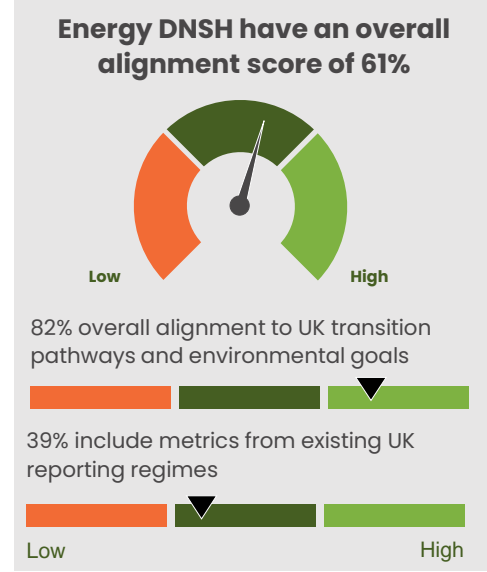 Energy DNSH have an overall
alignment score of 61%
Low
High
82% overall alignment to UK transition
pathways and environmental goals
39% include metrics from existing UK
reporting regimes
Low
High